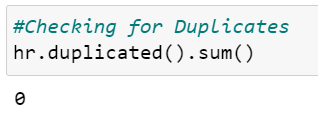 #Checking for Duplicates
hr.duplicated().sum()
0